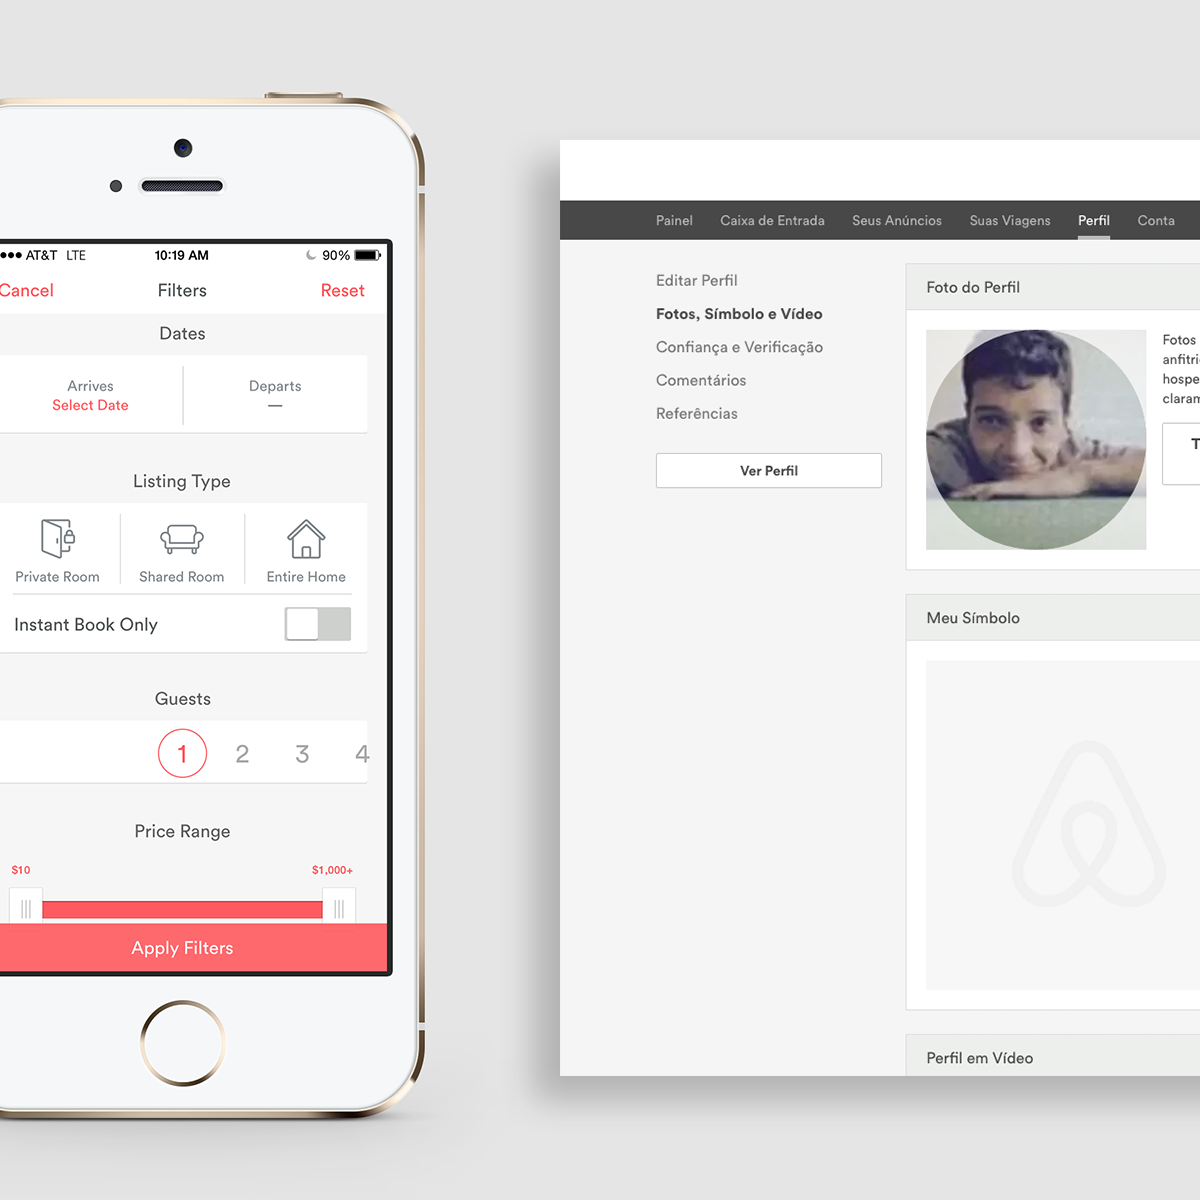 AT&T LTE 10:19 AM 90%
Cancel Filters Reset
Dates
Arrives Departs
Select Date —
Listing Type
Private Room Shared Room Entire Home
Instant Book Only
Guests
1 2 3 4
Price Range
$10 $1,000+
Apply Filters
Painel Caixa de Entrada Seus Anúncios Suas Viagens Perfil Conta
Editar Perfil
Fotos, Símbolo e Vídeo
Confiança e Verificação
Comentários
Referências
Ver Perfil
Foto do Perfil
Fotos
anfitri
hospe
claram
T
Meu Símbolo
Perfil em Vídeo